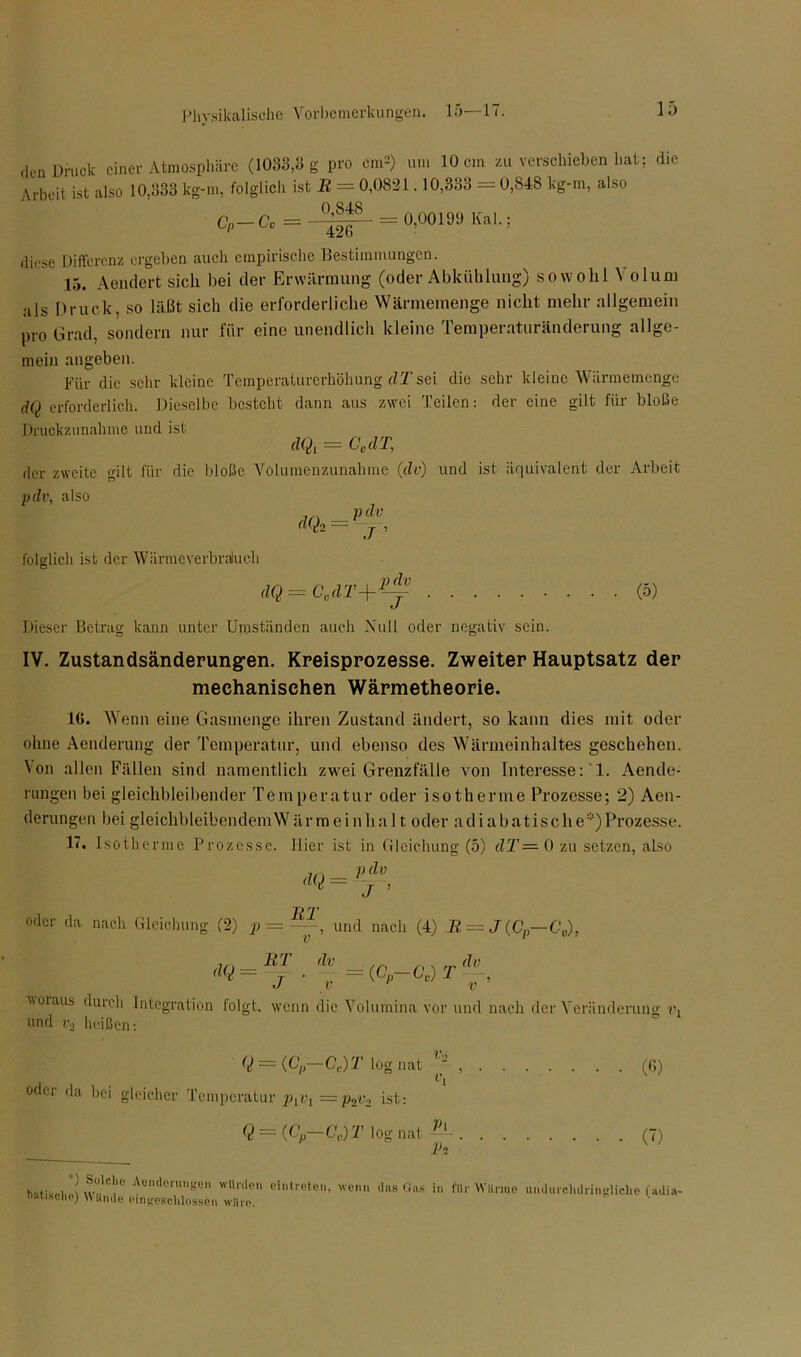 Physikalische Vorbemerkungen. 15—17. 15
den Druck einer Atmosphäre (1033,3 g pro cm²) um 10 cm zu verschieben hat; die
Arbeit ist also 10,333 kg-m, folglich ist R = 0,0821 . 10,333 = 0,848 kg-m, also
Cp — Cc = 0,848/426 = 0,00199 Kal.;
diese Differenz ergeben auch empirische Bestimmungen.
15. Aendert sich bei der Erwärmung (oder Abkühlung) sowohl Volum
als Druck, so läßt sich die erforderliche Wärmemenge nicht mehr allgemein
pro Grad, sondern nur für eine unendlich kleine Temperaturänderung allge-
mein angeben.
Für die sehr kleine Temperaturerhöhung dT sei die sehr kleine Wärmemenge
dQ erforderlich. Dieselbe besteht dann aus zwei Teilen: der eine gilt für bloße
Druckzunahme und ist
dQ₁ = CvdT,
der zweite gilt für die bloße Volumenzunahme (dv) und ist äquivalent der Arbeit
pdv, also
dQ₂ = pdv/J,
folglich ist der Wärmeverbrauch
dQ = CcdT + pdv/J . . . . . . . . . . (5)
Dieser Betrag kann unter Umständen auch Null oder negativ sein.
IV. Zustandsänderungen. Kreisprozesse. Zweiter Hauptsatz der
mechanischen Wärmetheorie.
16. Wenn eine Gasmenge ihren Zustand ändert, so kann dies mit oder
ohne Aenderung der Temperatur, und ebenso des Wärmeinhaltes geschehen.
Von allen Fällen sind namentlich zwei Grenzfälle von Interesse: 1. Aende-
rungen bei gleichbleibender Temperatur oder isotherme Prozesse; 2) Aen-
derungen bei gleichbleibendem Wärmeinhalt oder adiabatische*) Prozesse.
17. Isotherme Prozesse. Hier ist in Gleichung (5) dT = 0 zu setzen, also
dQ = pdv/J,
oder da nach Gleichung (2) p = RT/v, und nach (4) R = J(Cp—Cv),
dQ = RT/J . dv/v = (Cp—Cv) T dv/v,
woraus durch Integration folgt, wenn die Volumina vor und nach der Veränderung v₁
und v₂ heißen:
Q = (Cp—Cc)T log nat v₂/v₁ , . . . . . . . . (6)
oder da bei gleicher Temperatur p₁v₁ = p₂v₂ ist:
Q = (Cp—Cv)T log nat p₁/p₂ . . . . . . . . . (7)
*) Solche Aenderungen würden eintreten, wenn das Gas in für Wärme undurchdringliche (adia-
batische) Wände eingeschlossen wäre.